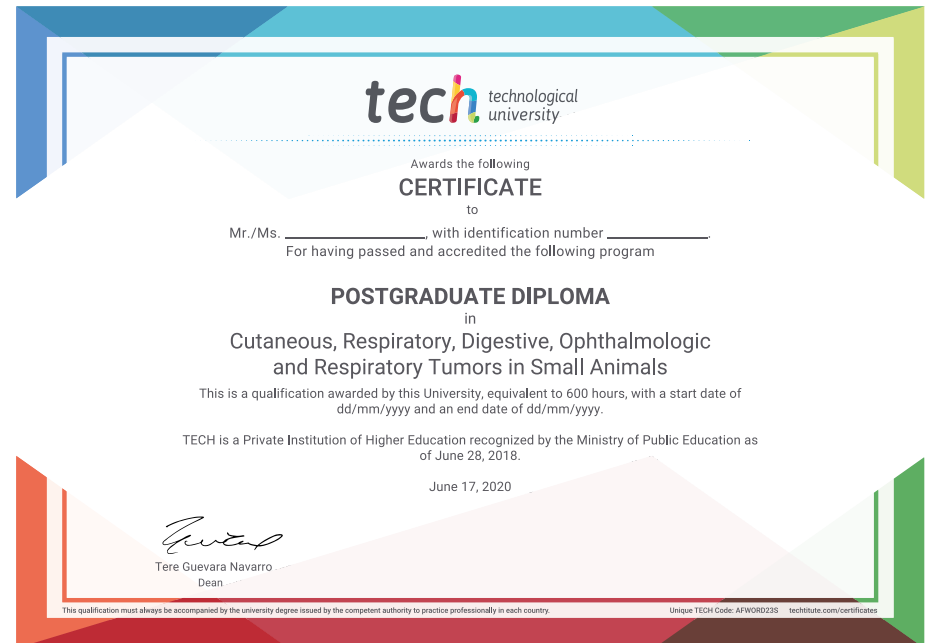 tech technological
university
Awards the following
CERTIFICATE
to
Mr./Ms. ____________________, with identification number ______________.
For having passed and accredited the following program
POSTGRADUATE DIPLOMA
in
Cutaneous, Respiratory, Digestive, Ophthalmologic
and Respiratory Tumors in Small Animals
This is a qualification awarded by this University, equivalent to 600 hours, with a start date of
dd/mm/yyyy and an end date of dd/mm/yyyy.
TECH is a Private Institution of Higher Education recognized by the Ministry of Public Education as
of June 28, 2018.
June 17, 2020
Tere Guevara Navarro
Dean
This qualification must always be accompanied by the university degree issued by the competent authority to practice professionally in each country.
Unique TECH Code: AFWORD23S techtitute.com/certificates